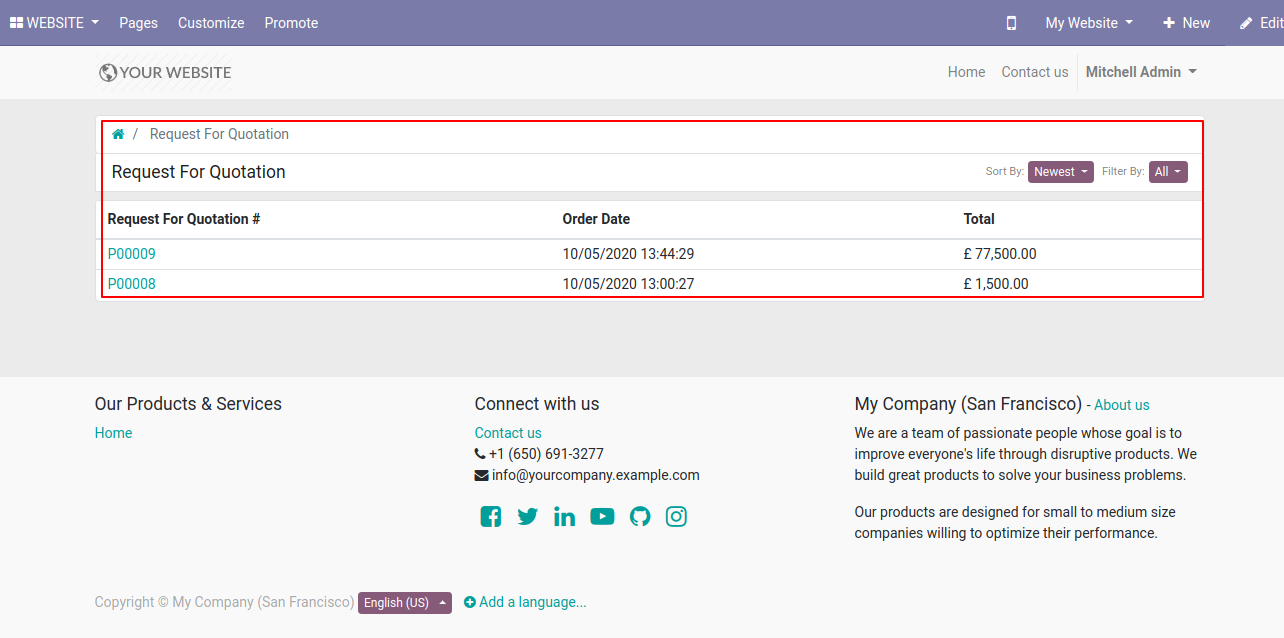 WEBSITE Pages Customize Promote My Website New Edit
YOUR WEBSITE Home Contact us Mitchell Admin
/ Request For Quotation
Request For Quotation Sort By: Newest Filter By: All
Request For Quotation # Order Date Total
P00009 10/05/2020 13:44:29 £ 77,500.00
P00008 10/05/2020 13:00:27 £ 1,500.00
Our Products & Services
Home
Connect with us
Contact us
+1 (650) 691-3277
info@yourcompany.example.com
My Company (San Francisco) - About us
We are a team of passionate people whose goal is to
improve everyone's life through disruptive products. We
build great products to solve your business problems.
Our products are designed for small to medium size
companies willing to optimize their performance.
Copyright © My Company (San Francisco) English (US) Add a language...